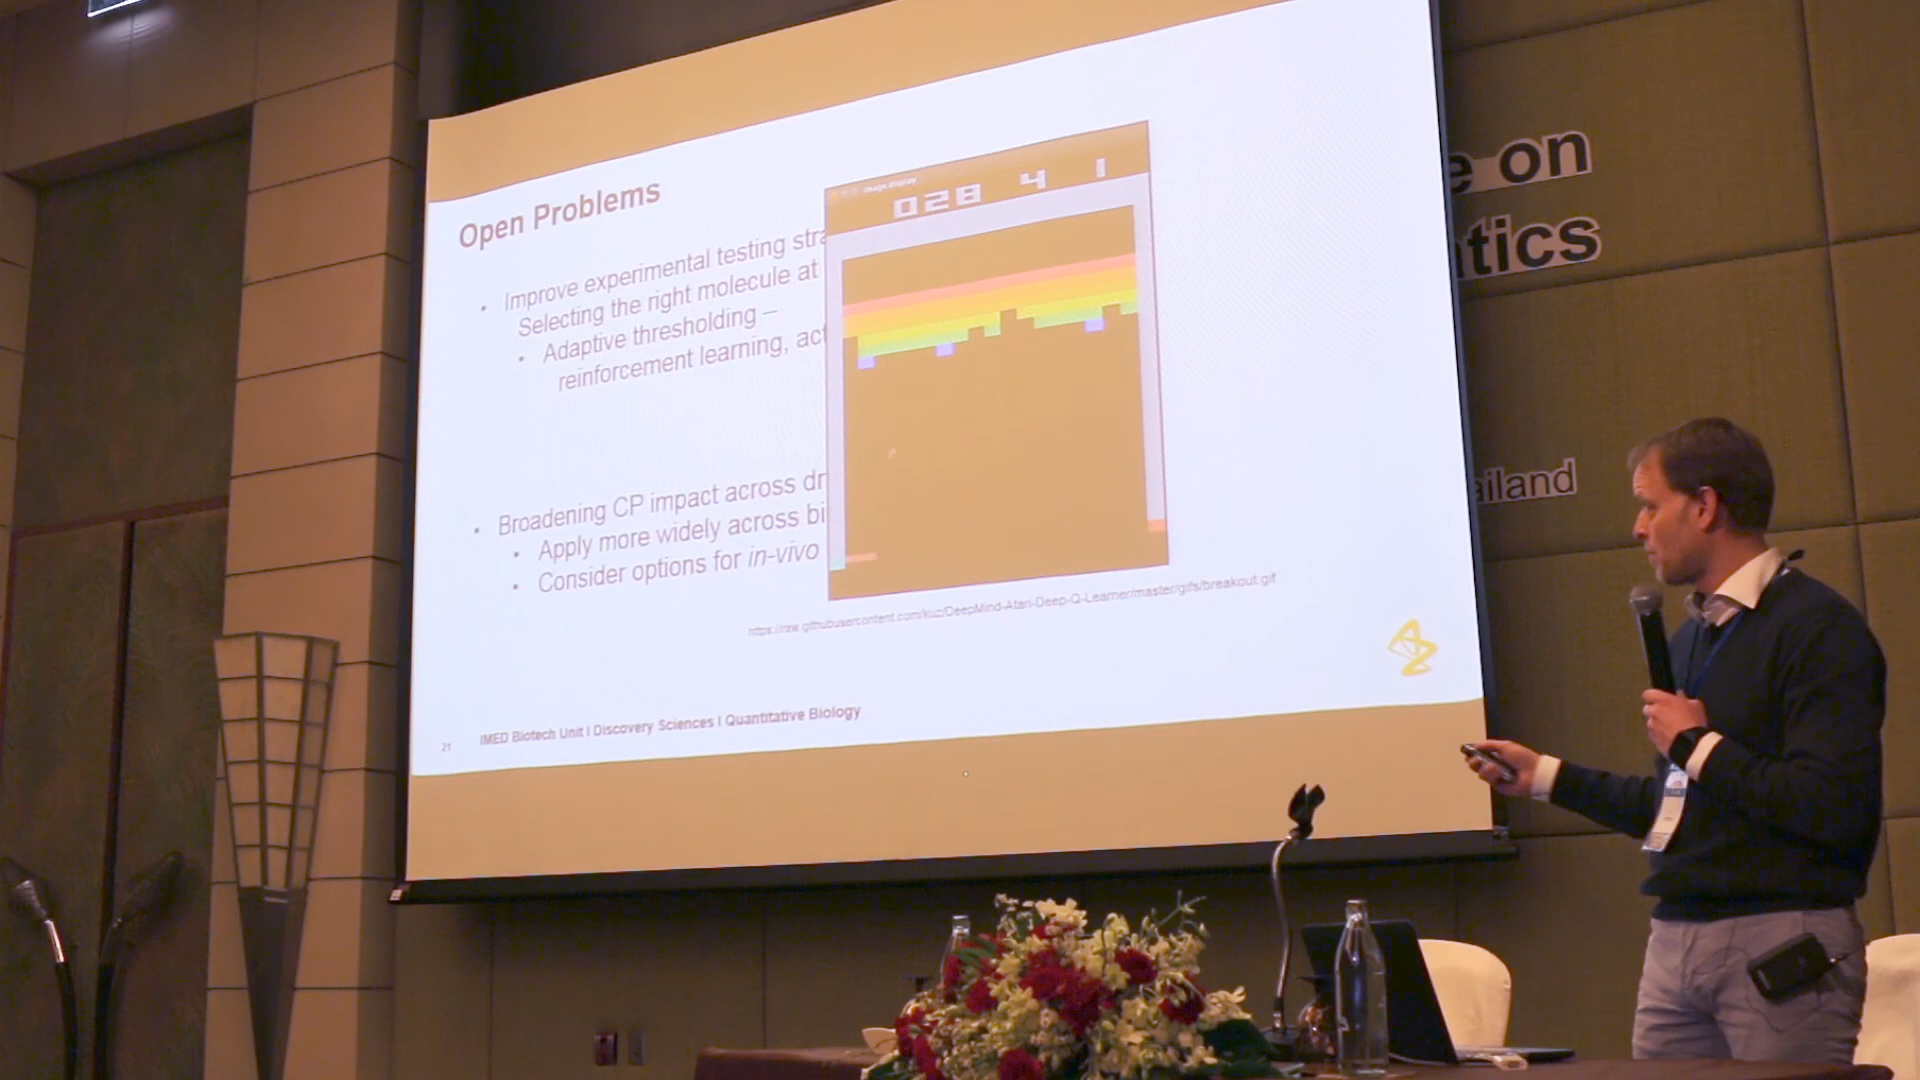 Open Problems
Improve experimental testing stra
Selecting the right molecule at
Adaptive thresholding –
reinforcement learning, act
Broadening CP impact across dr
Apply more widely across bi
Consider options for in-vivo
image display
028 4 1
https://raw.githubusercontent.com/kuz/DeepMind-Atari-Deep-Q-Learner/master/gifs/breakout.gif
21 IMED Biotech Unit I Discovery Sciences I Quantitative Biology
e on
atics
ailand